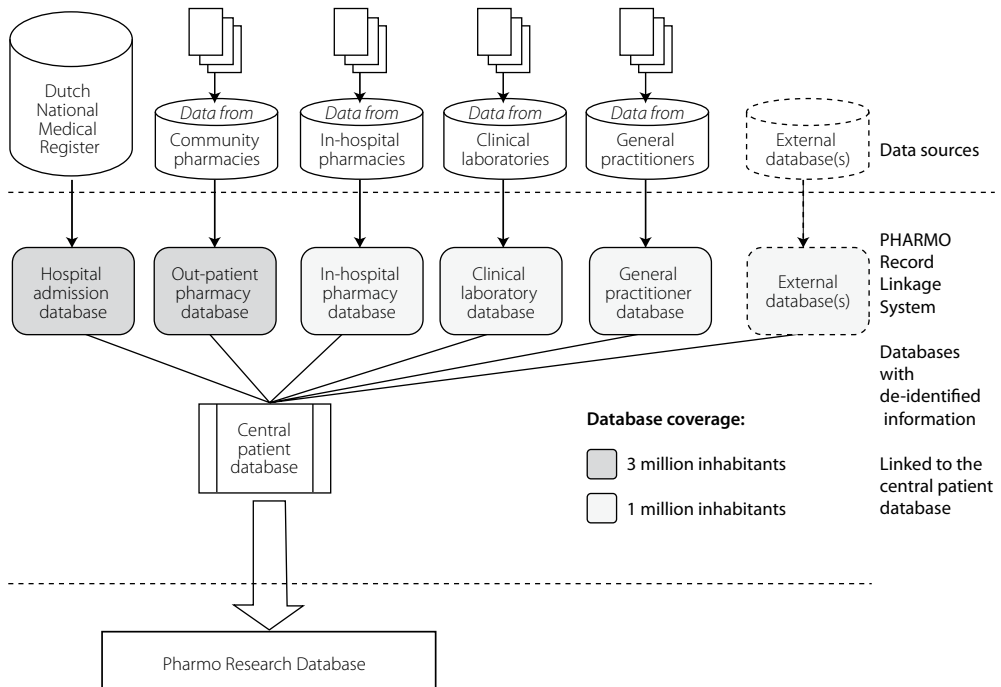 Dutch
National
Medical
Register
Data from
Community
pharmacies
Data from
In-hospital
pharmacies
Data from
Clinical
laboratories
Data from
General
practitioners
External
database(s)
Data sources
Hospital
admission
database
Out-patient
pharmacy
database
In-hospital
pharmacy
database
Clinical
laboratory
database
General
practitioner
database
External
database(s)
PHARMO
Record
Linkage
System
Databases
with
de-identified
information
Linked to the
central patient
database
Central
patient
database
Database coverage:
3 million inhabitants
1 million inhabitants
Pharmo Research Database